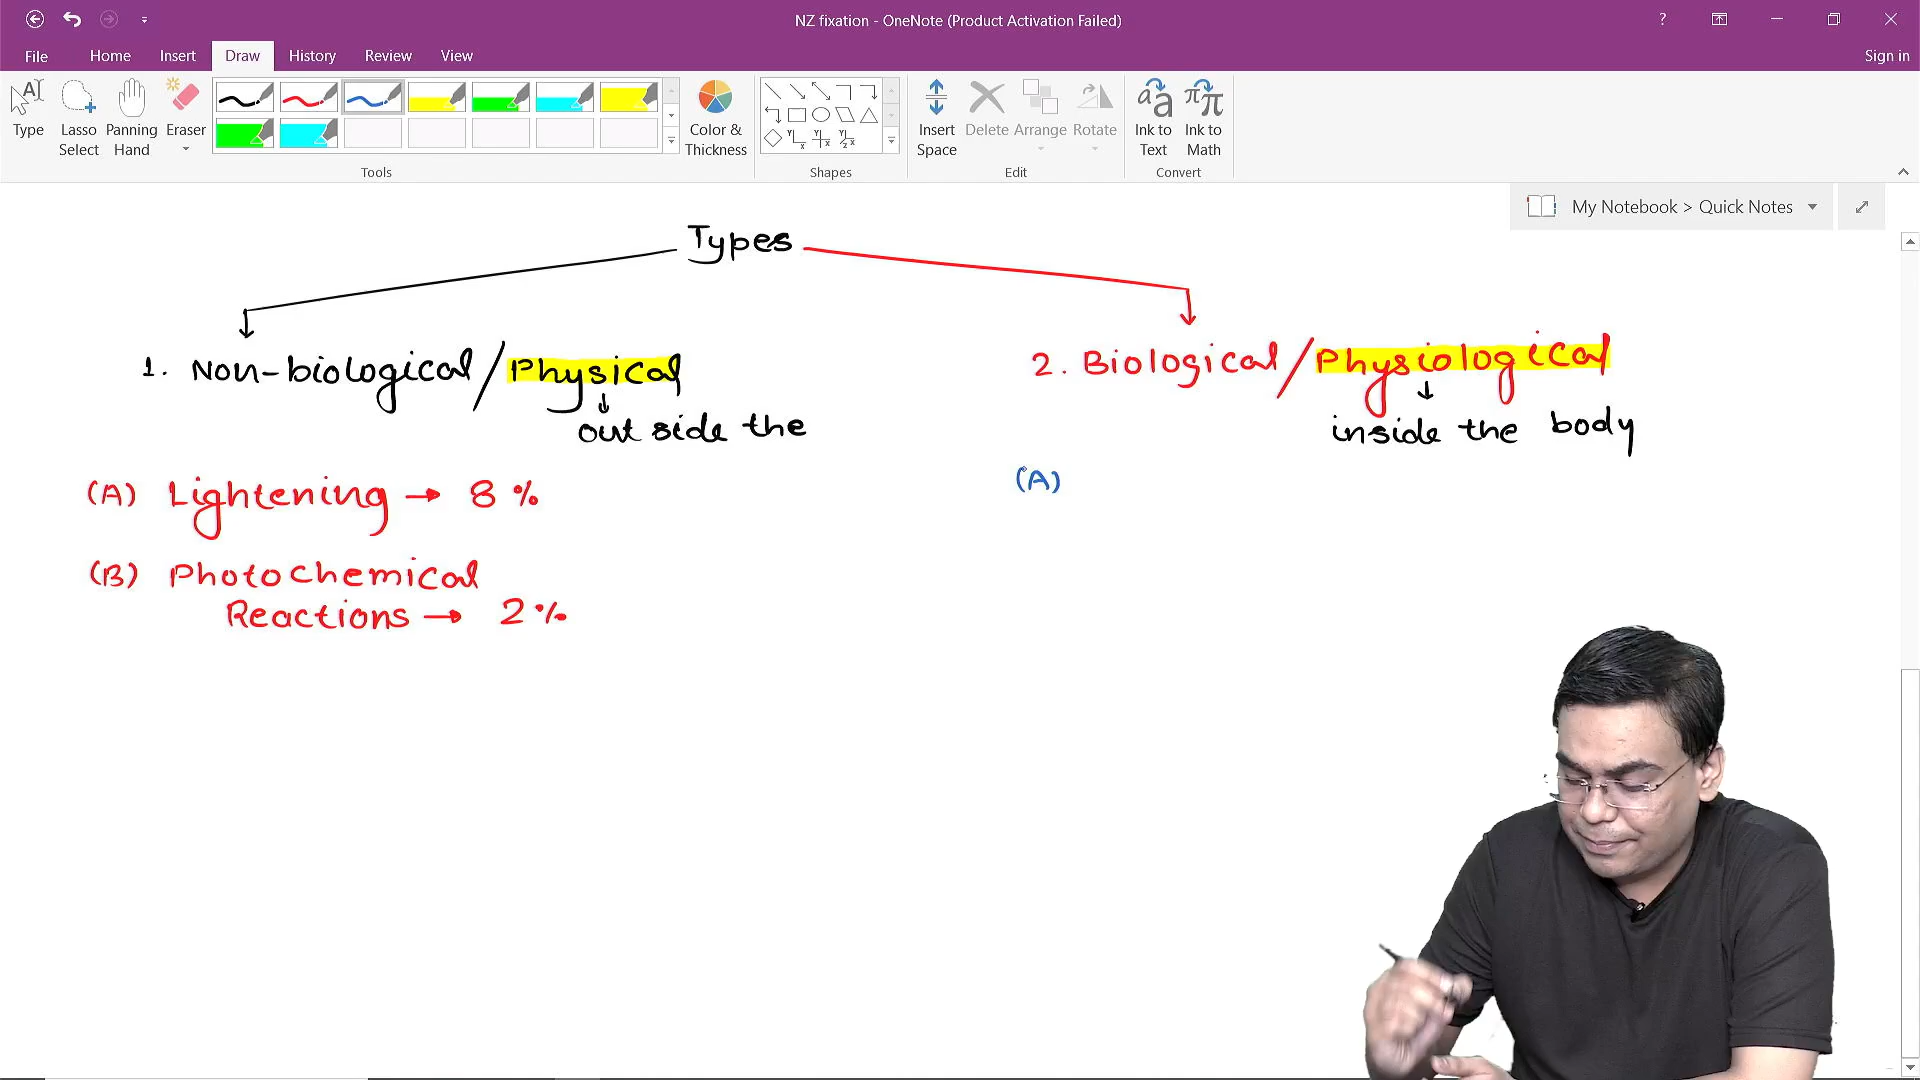 NZ fixation - OneNote (Product Activation Failed)
?
File Home Insert Draw History Review View
Sign in
Type
Lasso Select
Panning Hand
Eraser
Color & Thickness
Insert Space
Delete
Arrange
Rotate
Ink to Text
Ink to Math
Tools
Shapes
Edit
Convert
My Notebook > Quick Notes
Types
1. Non-biological/Physical
out side the
2. Biological/Physiological
inside the body
(A) Lightening → 8 %
(B) Photochemical
Reactions → 2 %
(A)